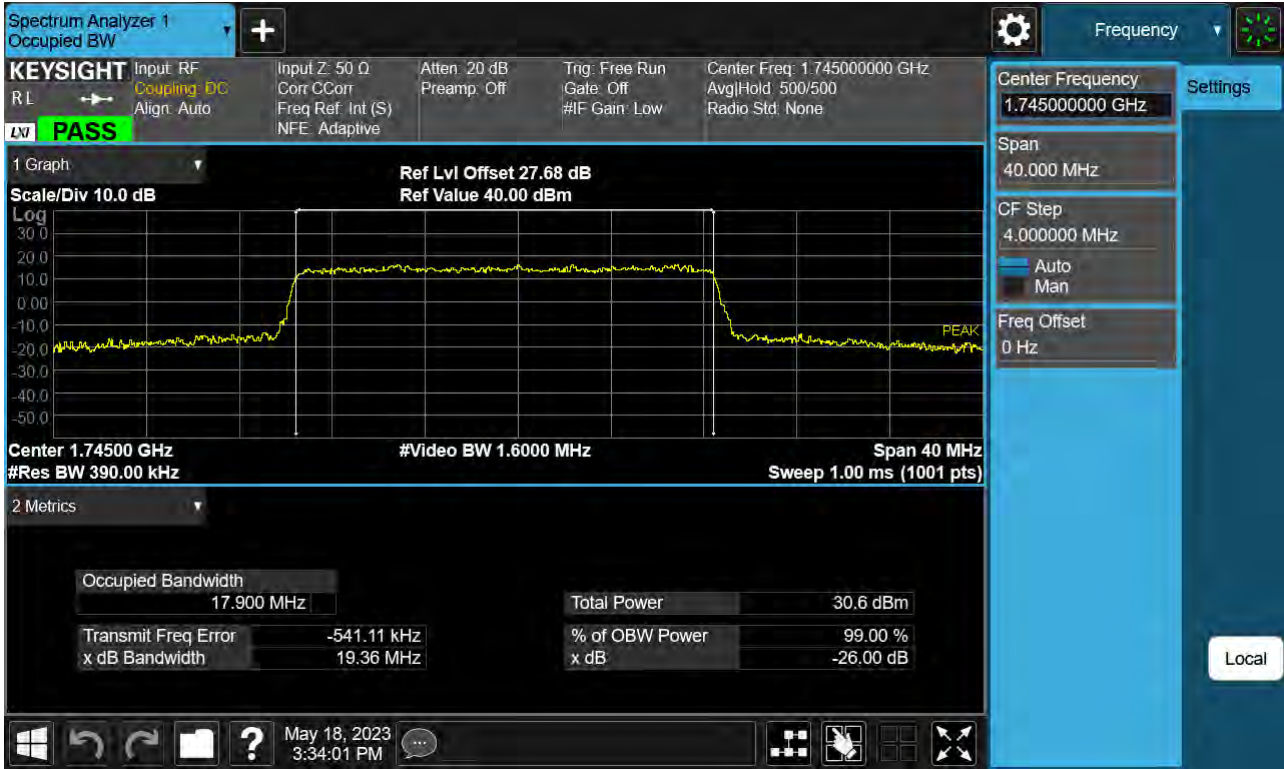 Spectrum Analyzer 1
Occupied BW
Frequency
KEYSIGHT
R L
LXI PASS
Input: RF
Coupling: DC
Align: Auto
Input Z: 50 Ω
Corr CCorr
Freq Ref: Int (S)
NFE: Adaptive
Atten: 20 dB
Preamp: Off
Trig: Free Run
Gate: Off
#IF Gain: Low
Center Freq: 1.745000000 GHz
Avg|Hold: 500/500
Radio Std: None
Center Frequency
1.745000000 GHz
Settings
Span
40.000 MHz
CF Step
4.000000 MHz
Auto
Man
Freq Offset
0 Hz
Local
1 Graph
Scale/Div 10.0 dB
Ref Lvl Offset 27.68 dB
Ref Value 40.00 dBm
Log
30.0
20.0
10.0
0.00
-10.0
-20.0
-30.0
-40.0
-50.0
PEAK
Center 1.74500 GHz
#Res BW 390.00 kHz
#Video BW 1.6000 MHz
Span 40 MHz
Sweep 1.00 ms (1001 pts)
2 Metrics
Occupied Bandwidth
17.900 MHz
Total Power 30.6 dBm
Transmit Freq Error -541.11 kHz
% of OBW Power 99.00 %
x dB Bandwidth 19.36 MHz
x dB -26.00 dB
?
May 18, 2023
3:34:01 PM